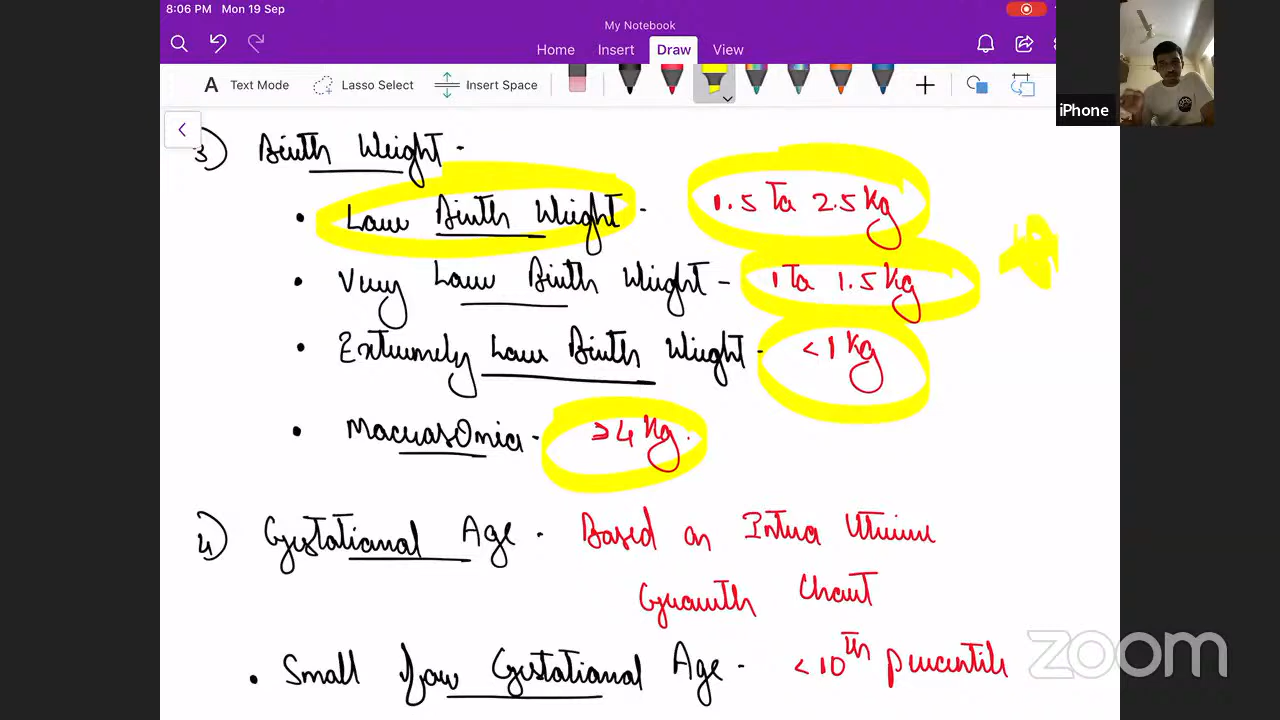 8:06 PM Mon 19 Sep
My Notebook
Home Insert Draw View
A Text Mode Lasso Select Insert Space
iPhone
3) Birth Weight -
• Low Birth Weight - 1.5 To 2.5 Kg
• Very Low Birth Weight - 1 To 1.5 Kg
• Extremely Low Birth Weight - <1 Kg
• MacrosOmia - ≥4 Kg.
4) Gestational Age - Based on Intra Uterine
Growth Chart
• Small for Gestational Age - <10th percentile
zoom